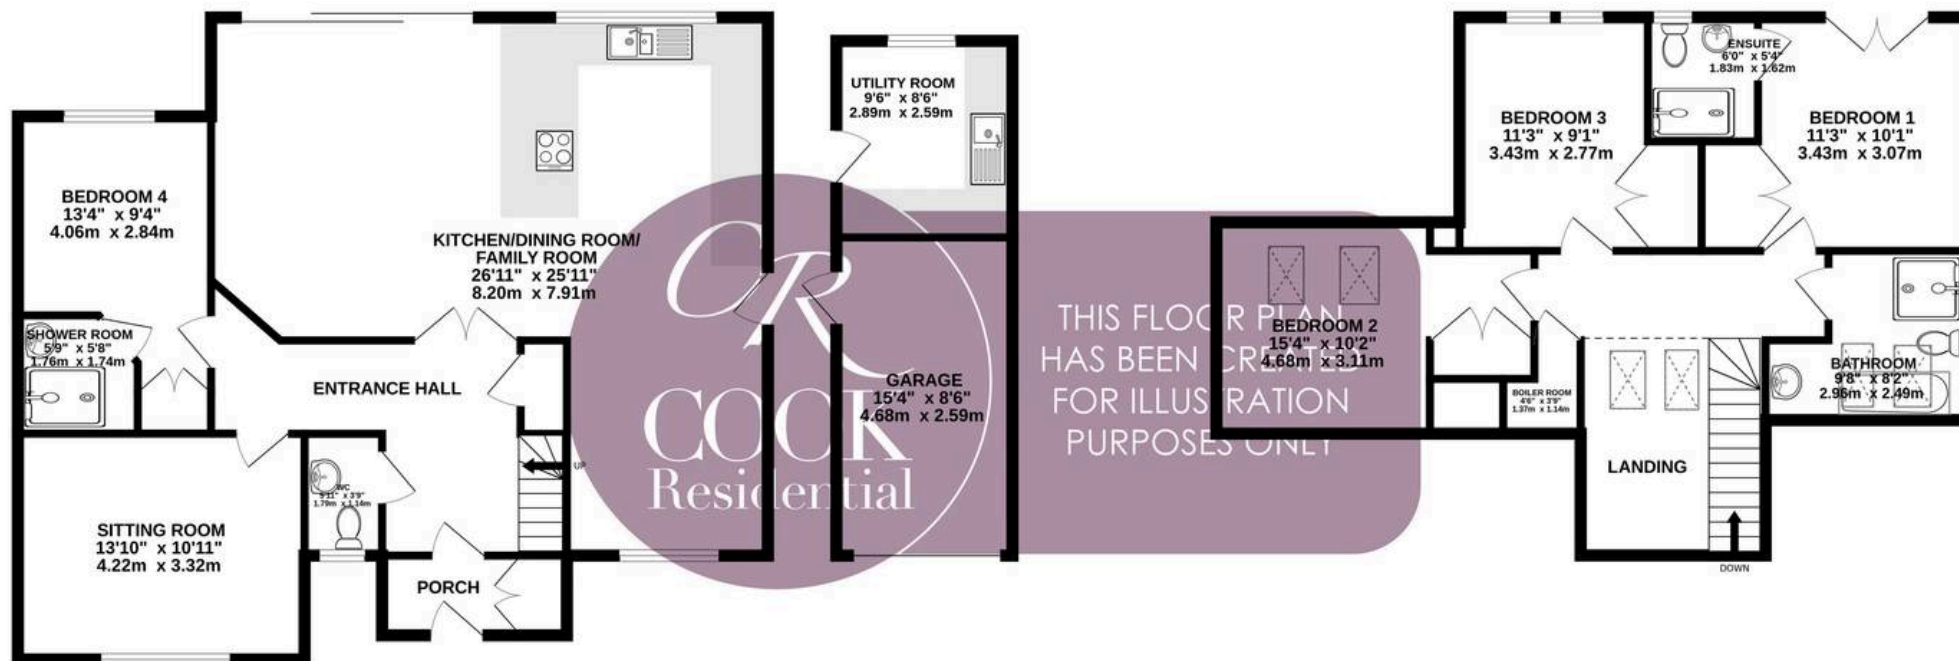 BEDROOM 4
13'4" x 9'4"
4.06m x 2.84m
KITCHEN/DINING ROOM/
FAMILY ROOM
26'11" x 25'11"
8.20m x 7.91m
SHOWER ROOM
5'9" x 5'8"
1.76m x 1.74m
ENTRANCE HALL
UP
WC
5'11" x 3'9"
1.79m x 1.14m
SITTING ROOM
13'10" x 10'11"
4.22m x 3.32m
PORCH
UTILITY ROOM
9'6" x 8'6"
2.89m x 2.59m
GARAGE
15'4" x 8'6"
4.68m x 2.59m
CR
COOK
Residential
THIS FLOOR PLAN
HAS BEEN CREATED
FOR ILLUSTRATION
PURPOSES ONLY
BEDROOM 3
11'3" x 9'1"
3.43m x 2.77m
ENSUITE
6'0" x 5'4"
1.83m x 1.62m
BEDROOM 1
11'3" x 10'1"
3.43m x 3.07m
BEDROOM 2
15'4" x 10'2"
4.68m x 3.11m
BOILER ROOM
4'6" x 3'9"
1.37m x 1.14m
BATHROOM
9'8" x 8'2"
2.96m x 2.49m
LANDING
DOWN